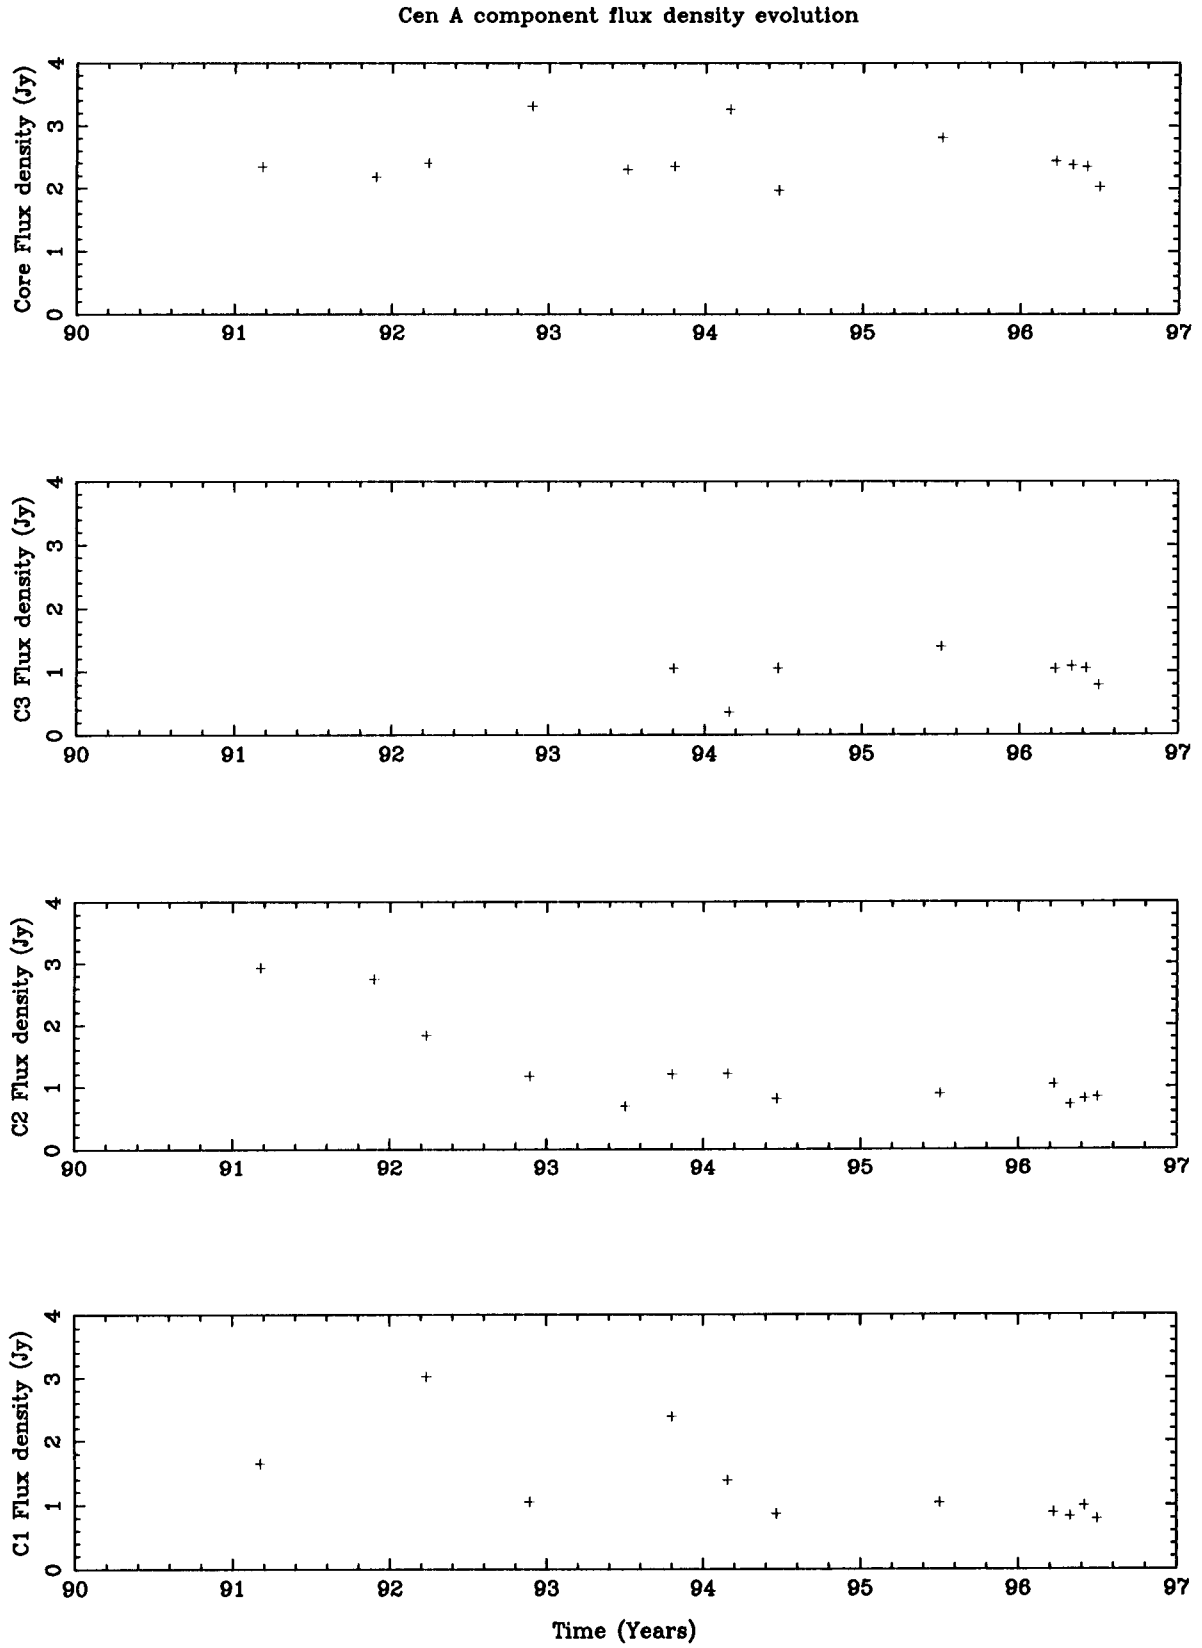 Cen A component flux density evolution
Core Flux density (Jy)
4
3
2
1
0
90 91 92 93 94 95 96 97
C3 Flux density (Jy)
4
3
2
1
0
90 91 92 93 94 95 96 97
C2 Flux density (Jy)
4
3
2
1
0
90 91 92 93 94 95 96 97
C1 Flux density (Jy)
4
3
2
1
0
90 91 92 93 94 95 96 97
Time (Years)